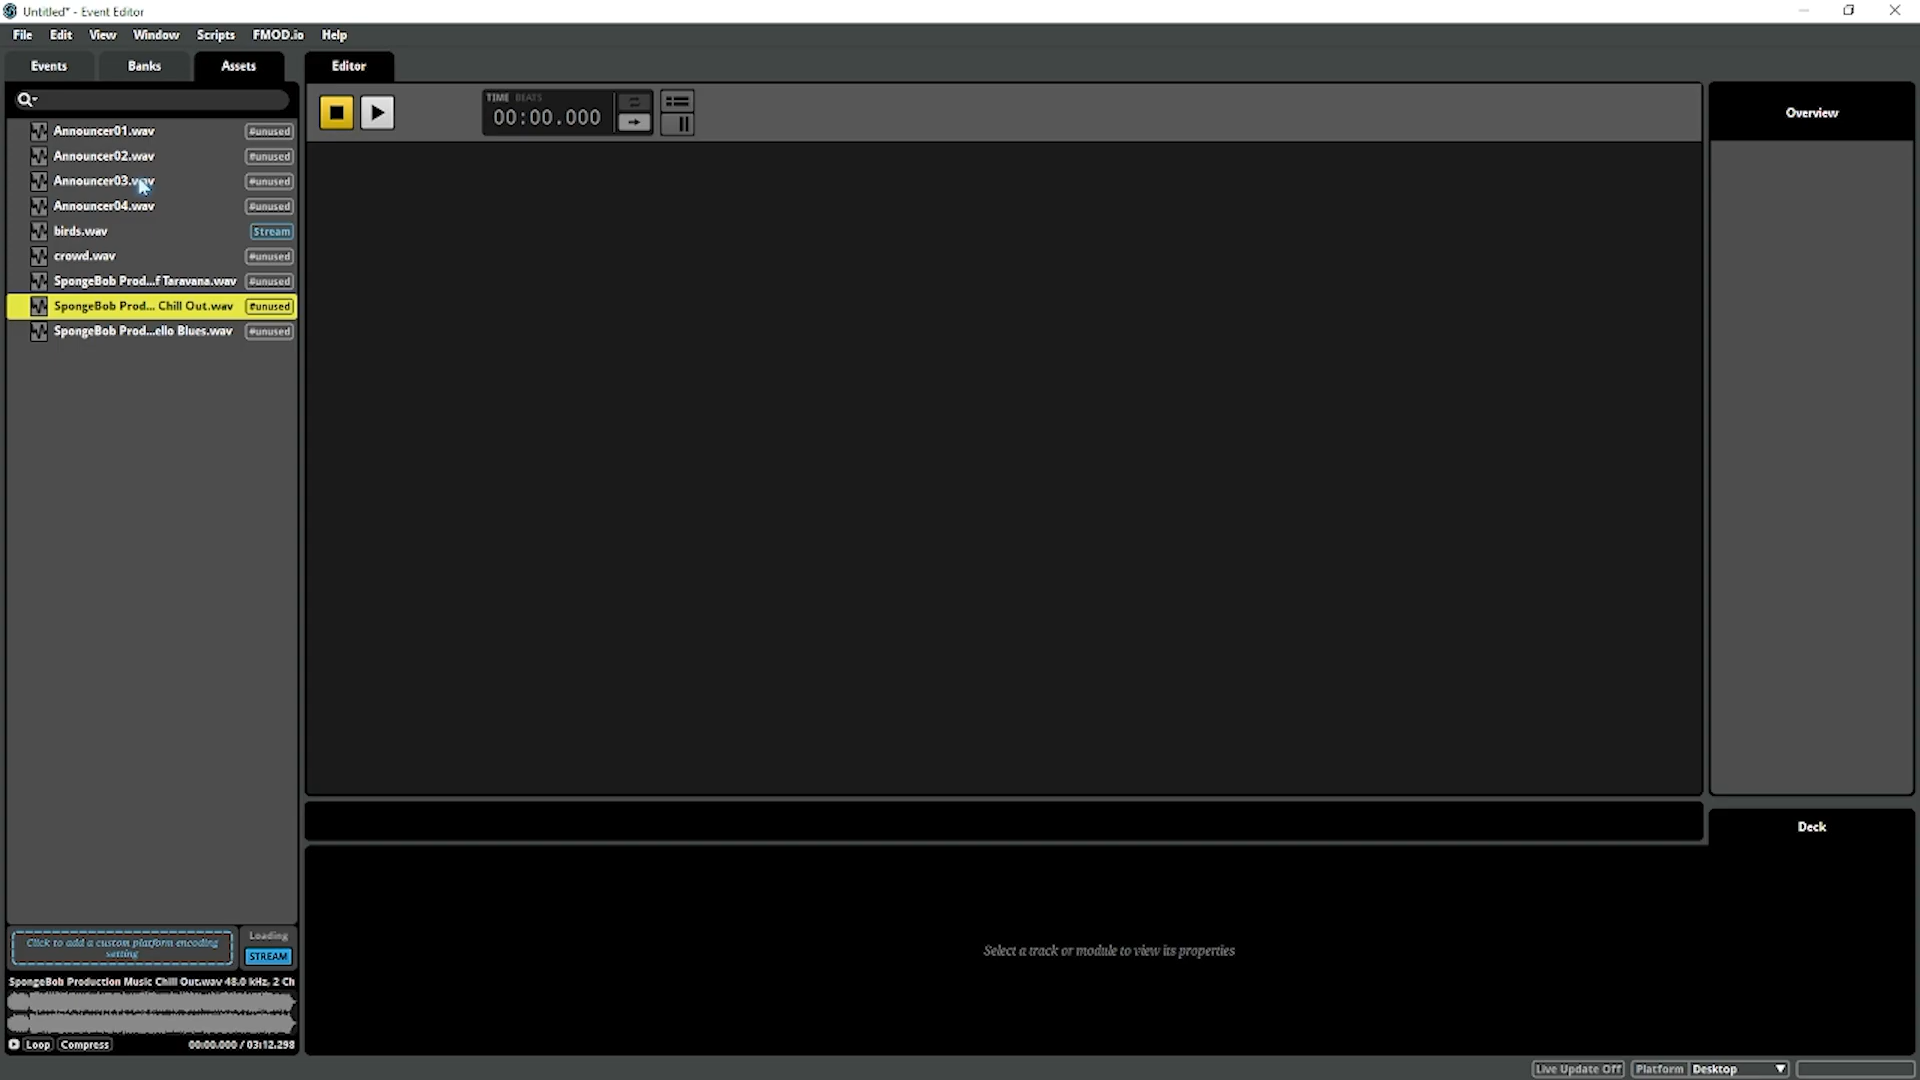 Untitled* - Event Editor
File Edit View Window Scripts FMOD.io Help
Events Banks Assets Editor
TIME BEATS
00:00.000
Overview
Announcer01.wav #unused
Announcer02.wav #unused
Announcer03.wav #unused
Announcer04.wav #unused
birds.wav Stream
crowd.wav #unused
SpongeBob Prod...f Taravana.wav #unused
SpongeBob Prod... Chill Out.wav #unused
SpongeBob Prod...ello Blues.wav #unused
Deck
Click to add a custom platform encoding
setting
Loading
STREAM
Select a track or module to view its properties
SpongeBob Production Music Chill Out.wav 48.0 kHz, 2 Ch
Loop Compress 00:00.000 / 03:12.298
Live Update Off Platform Desktop